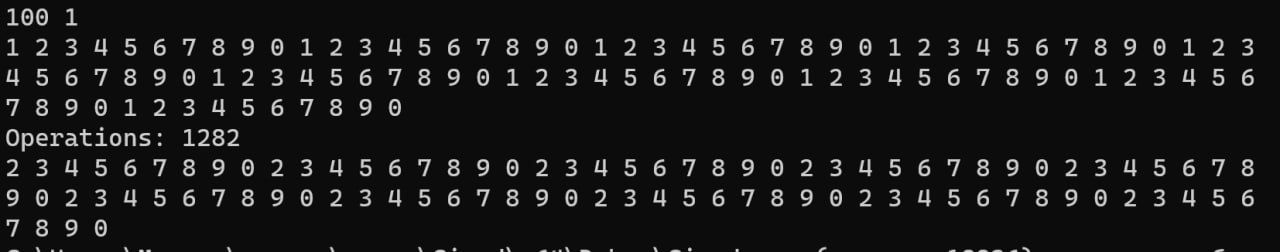 100 1
1 2 3 4 5 6 7 8 9 0 1 2 3 4 5 6 7 8 9 0 1 2 3 4 5 6 7 8 9 0 1 2 3 4 5 6 7 8 9 0 1 2 3
4 5 6 7 8 9 0 1 2 3 4 5 6 7 8 9 0 1 2 3 4 5 6 7 8 9 0 1 2 3 4 5 6 7 8 9 0 1 2 3 4 5 6
7 8 9 0 1 2 3 4 5 6 7 8 9 0
Operations: 1282
2 3 4 5 6 7 8 9 0 2 3 4 5 6 7 8 9 0 2 3 4 5 6 7 8 9 0 2 3 4 5 6 7 8 9 0 2 3 4 5 6 7 8
9 0 2 3 4 5 6 7 8 9 0 2 3 4 5 6 7 8 9 0 2 3 4 5 6 7 8 9 0 2 3 4 5 6 7 8 9 0 2 3 4 5 6
7 8 9 0